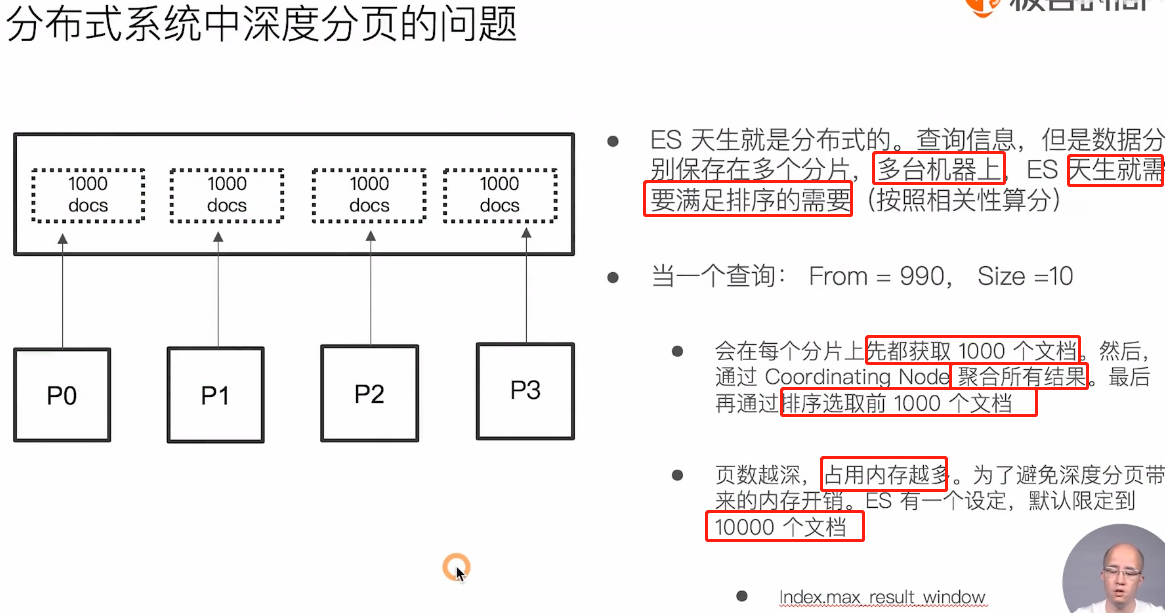 分布式系统中深度分页的问题
1000
docs
1000
docs
1000
docs
1000
docs
P0
P1
P2
P3
ES 天生就是分布式的。查询信息，但是数据分
别保存在多个分片，多台机器上，ES 天生就需
要满足排序的需要（按照相关性算分）
当一个查询： From = 990， Size =10
会在每个分片上先都获取 1000 个文档。然后，
通过 Coordinating Node 聚合所有结果。最后
再通过排序选取前 1000 个文档
页数越深，占用内存越多。为了避免深度分页带
来的内存开销。ES 有一个设定，默认限定到
10000 个文档
Index.max_result_window